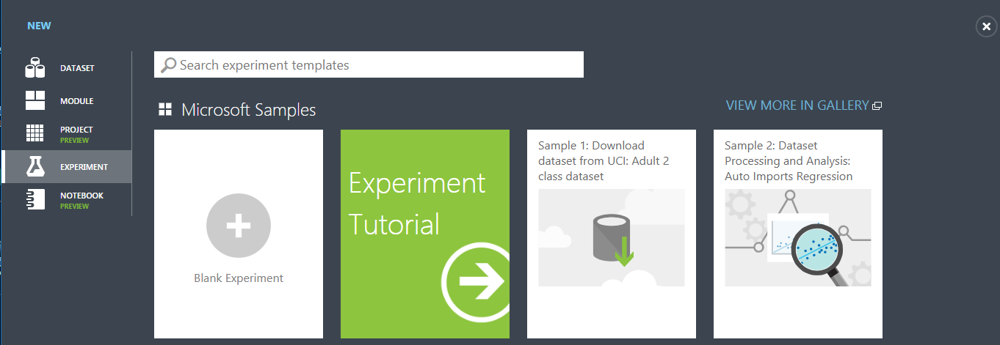 NEW
DATASET
MODULE
PROJECT
PREVIEW
EXPERIMENT
NOTEBOOK
PREVIEW
Search experiment templates
Microsoft Samples
VIEW MORE IN GALLERY
Blank Experiment
Experiment
Tutorial
Sample 1: Download
dataset from UCI: Adult 2
class dataset
Sample 2: Dataset
Processing and Analysis:
Auto Imports Regression